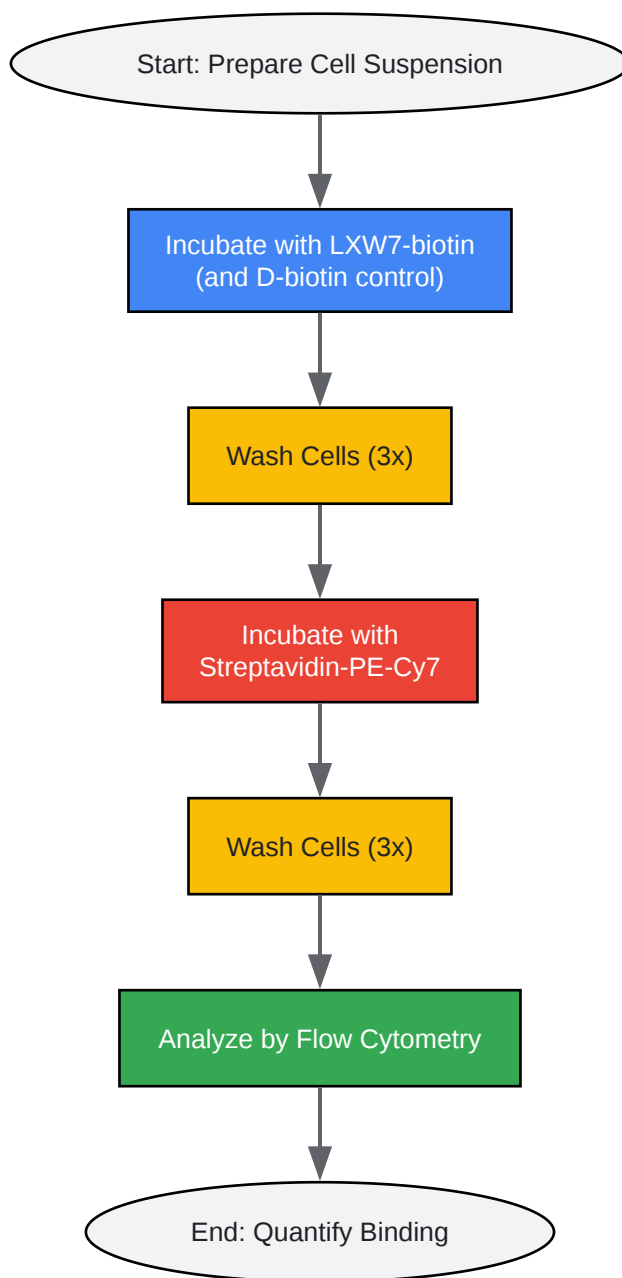 Start: Prepare Cell Suspension
Incubate with LXW7-biotin
(and D-biotin control)
Wash Cells (3x)
Incubate with
Streptavidin-PE-Cy7
Wash Cells (3x)
Analyze by Flow Cytometry
End: Quantify Binding